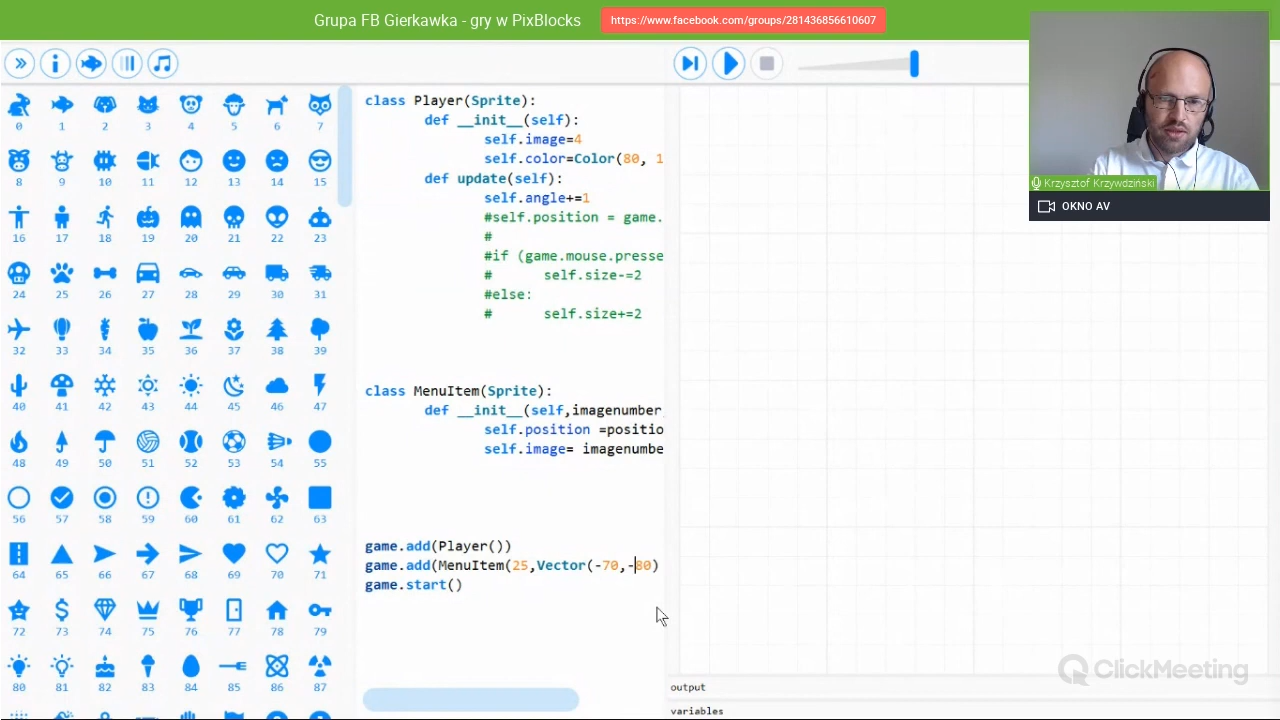 Grupa FB Gierkawka - gry w PixBlocks
https://www.facebook.com/groups/281436856610607
Krzysztof Krzywdziński
OKNO AV
0 1 2 3 4 5 6 7
8 9 10 11 12 13 14 15
16 17 18 19 20 21 22 23
24 25 26 27 28 29 30 31
32 33 34 35 36 37 38 39
40 41 42 43 44 45 46 47
48 49 50 51 52 53 54 55
56 57 58 59 60 61 62 63
64 65 66 67 68 69 70 71
72 73 74 75 76 77 78 79
80 81 82 83 84 85 86 87
class Player(Sprite):
def __init__(self):
self.image=4
self.color=Color(80, 1
def update(self):
self.angle+=1
#self.position = game.
#
#if (game.mouse.presse
# self.size-=2
#else:
# self.size+=2
class MenuItem(Sprite):
def __init__(self,imagenumber,
self.position =positio
self.image= imagenumbe
game.add(Player())
game.add(MenuItem(25,Vector(-70,-80)
game.start()
ClickMeeting
output
variables